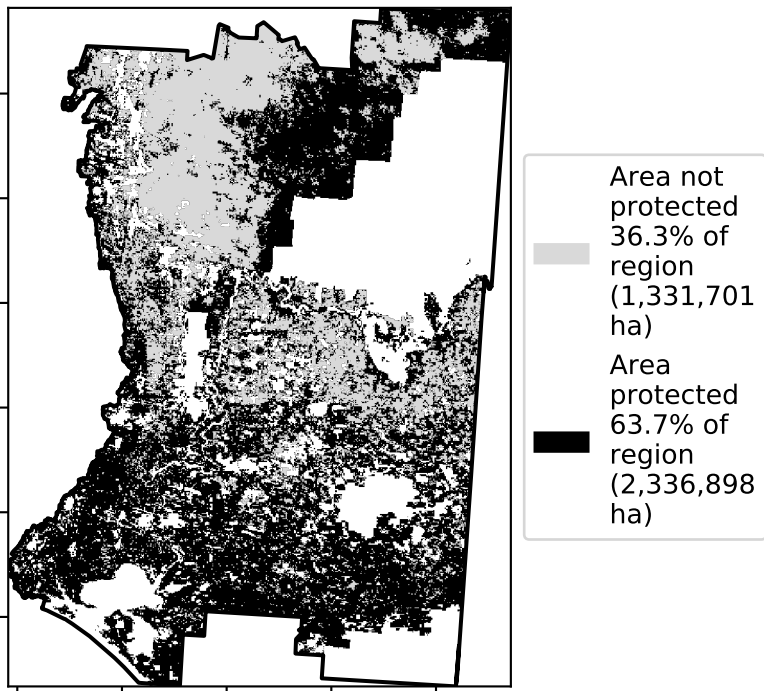 Area not
protected
36.3% of
region
(1,331,701
ha)
Area
protected
63.7% of
region
(2,336,898
ha)